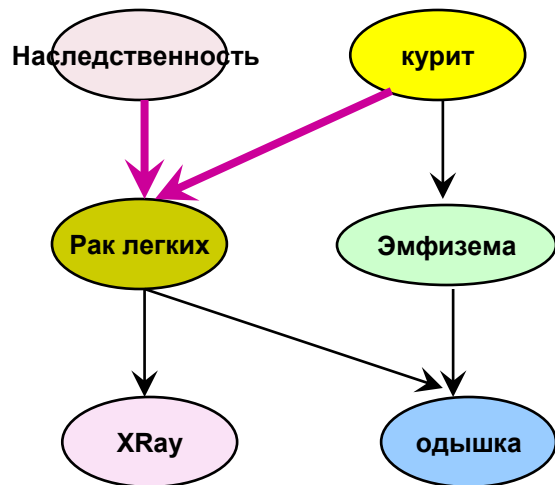 Наследственность
курит
Рак легких
Эмфизема
XRay
одышка